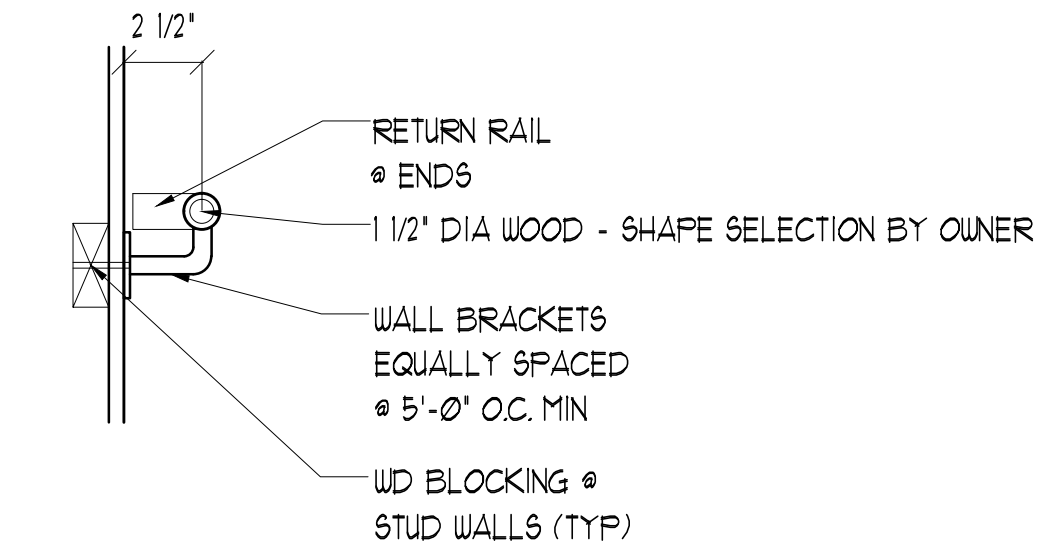 2 1/2"
RETURN RAIL
@ ENDS
1 1/2" DIA WOOD - SHAPE SELECTION BY OWNER
WALL BRACKETS
EQUALLY SPACED
@ 5'-0" O.C. MIN
WD BLOCKING @
STUD WALLS (TYP)